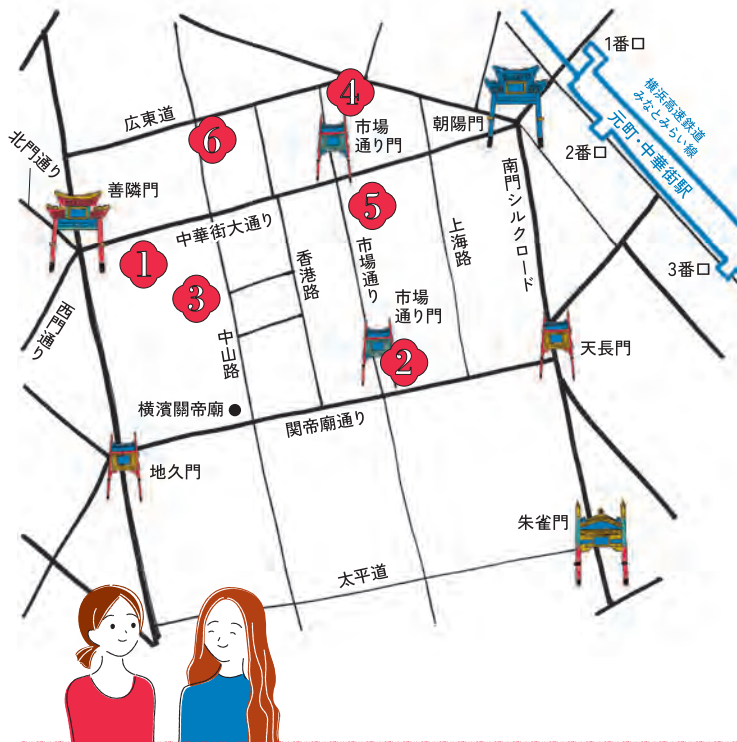 1番口
横浜高速鉄道
みなとみらい線
元町・中華街駅
2番口
3番口
4
市場
通り門
朝陽門
広東道
6
北門通り
善隣門
南門シルクロード
中華街大通り
5
1
3
香港路
市場通り
上海路
市場
通り門
西門通り
中山路
2
天長門
横濱關帝廟
関帝廟通り
地久門
朱雀門
太平道